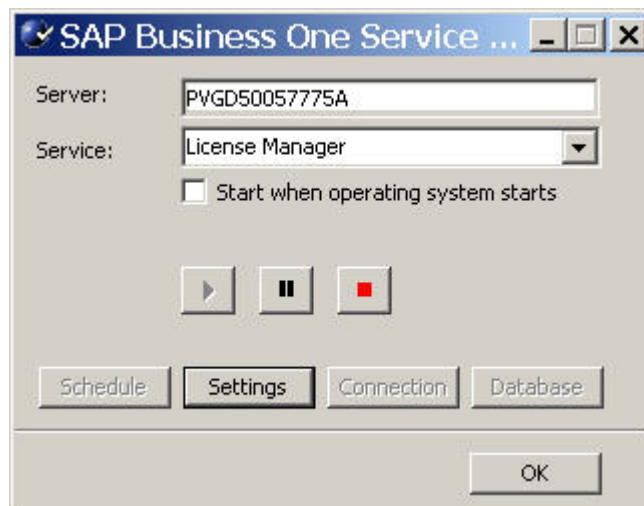 SAP Business One Service ...
Server: PVGD50057775A
Service: License Manager
Start when operating system starts
Schedule Settings Connection Database
OK